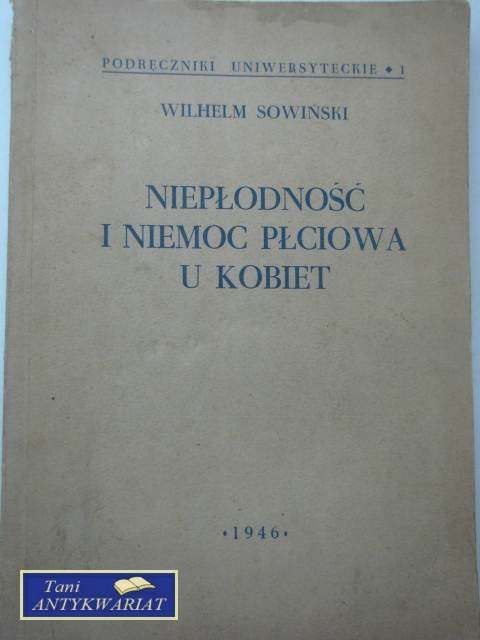 PODRĘCZNIKI UNIWERSYTECKIE • 1
WILHELM SOWIŃSKI
NIEPŁODNOŚĆ
I NIEMOC PŁCIOWA
U KOBIET
• 1946 •
Tani
ANTYKWARIAT